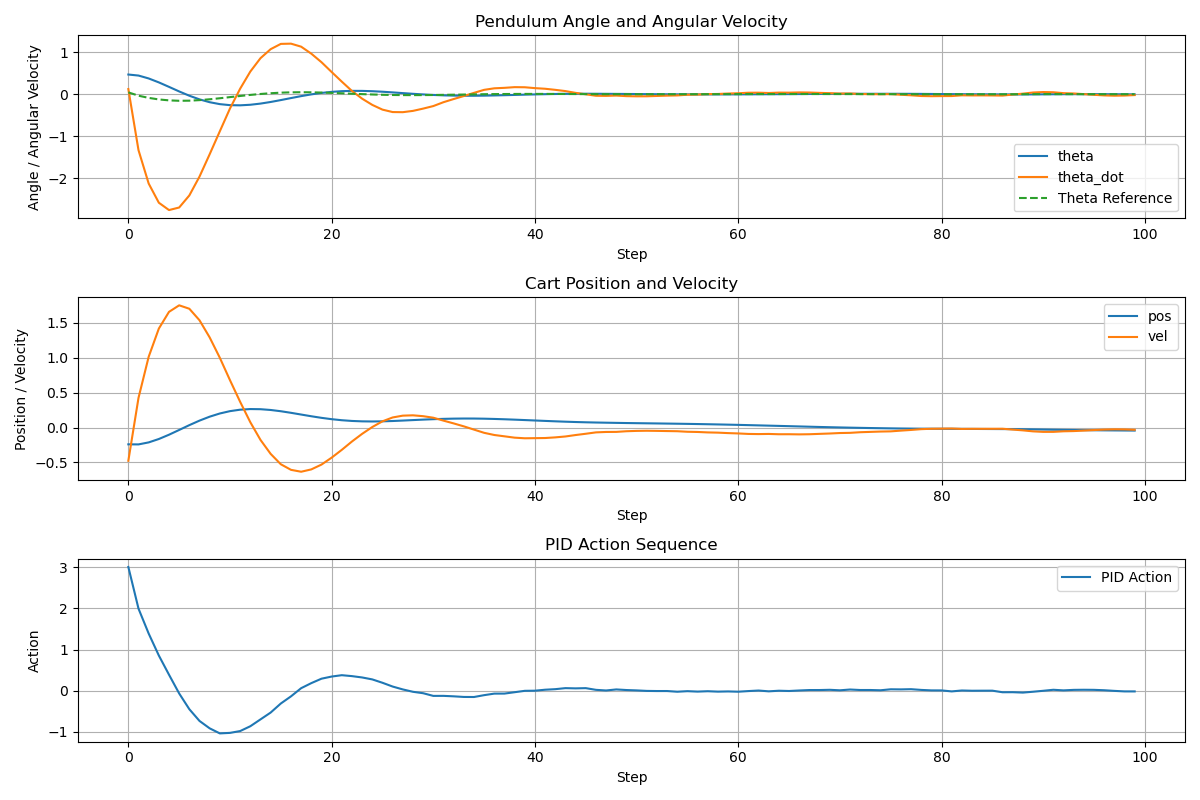 Pendulum Angle and Angular Velocity
Angle / Angular Velocity
1
0
−1
−2
theta
theta_dot
Theta Reference
0 20 40 60 80 100
Step
Cart Position and Velocity
Position / Velocity
1.5
1.0
0.5
0.0
−0.5
pos
vel
0 20 40 60 80 100
Step
PID Action Sequence
Action
3
2
1
0
−1
PID Action
0 20 40 60 80 100
Step